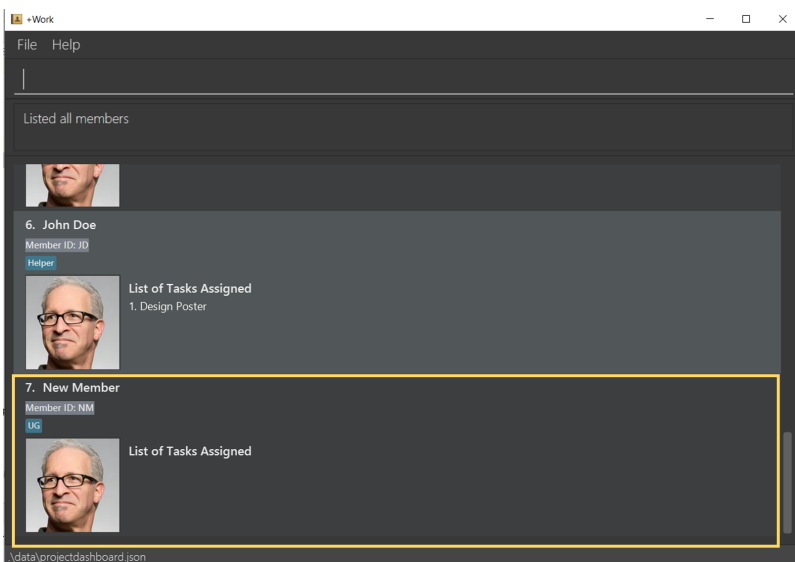 +Work
File Help
Listed all members
6. John Doe
Member ID: JD
Helper
List of Tasks Assigned
1. Design Poster
7. New Member
Member ID: NM
UG
List of Tasks Assigned
.\data\projectdashboard.json